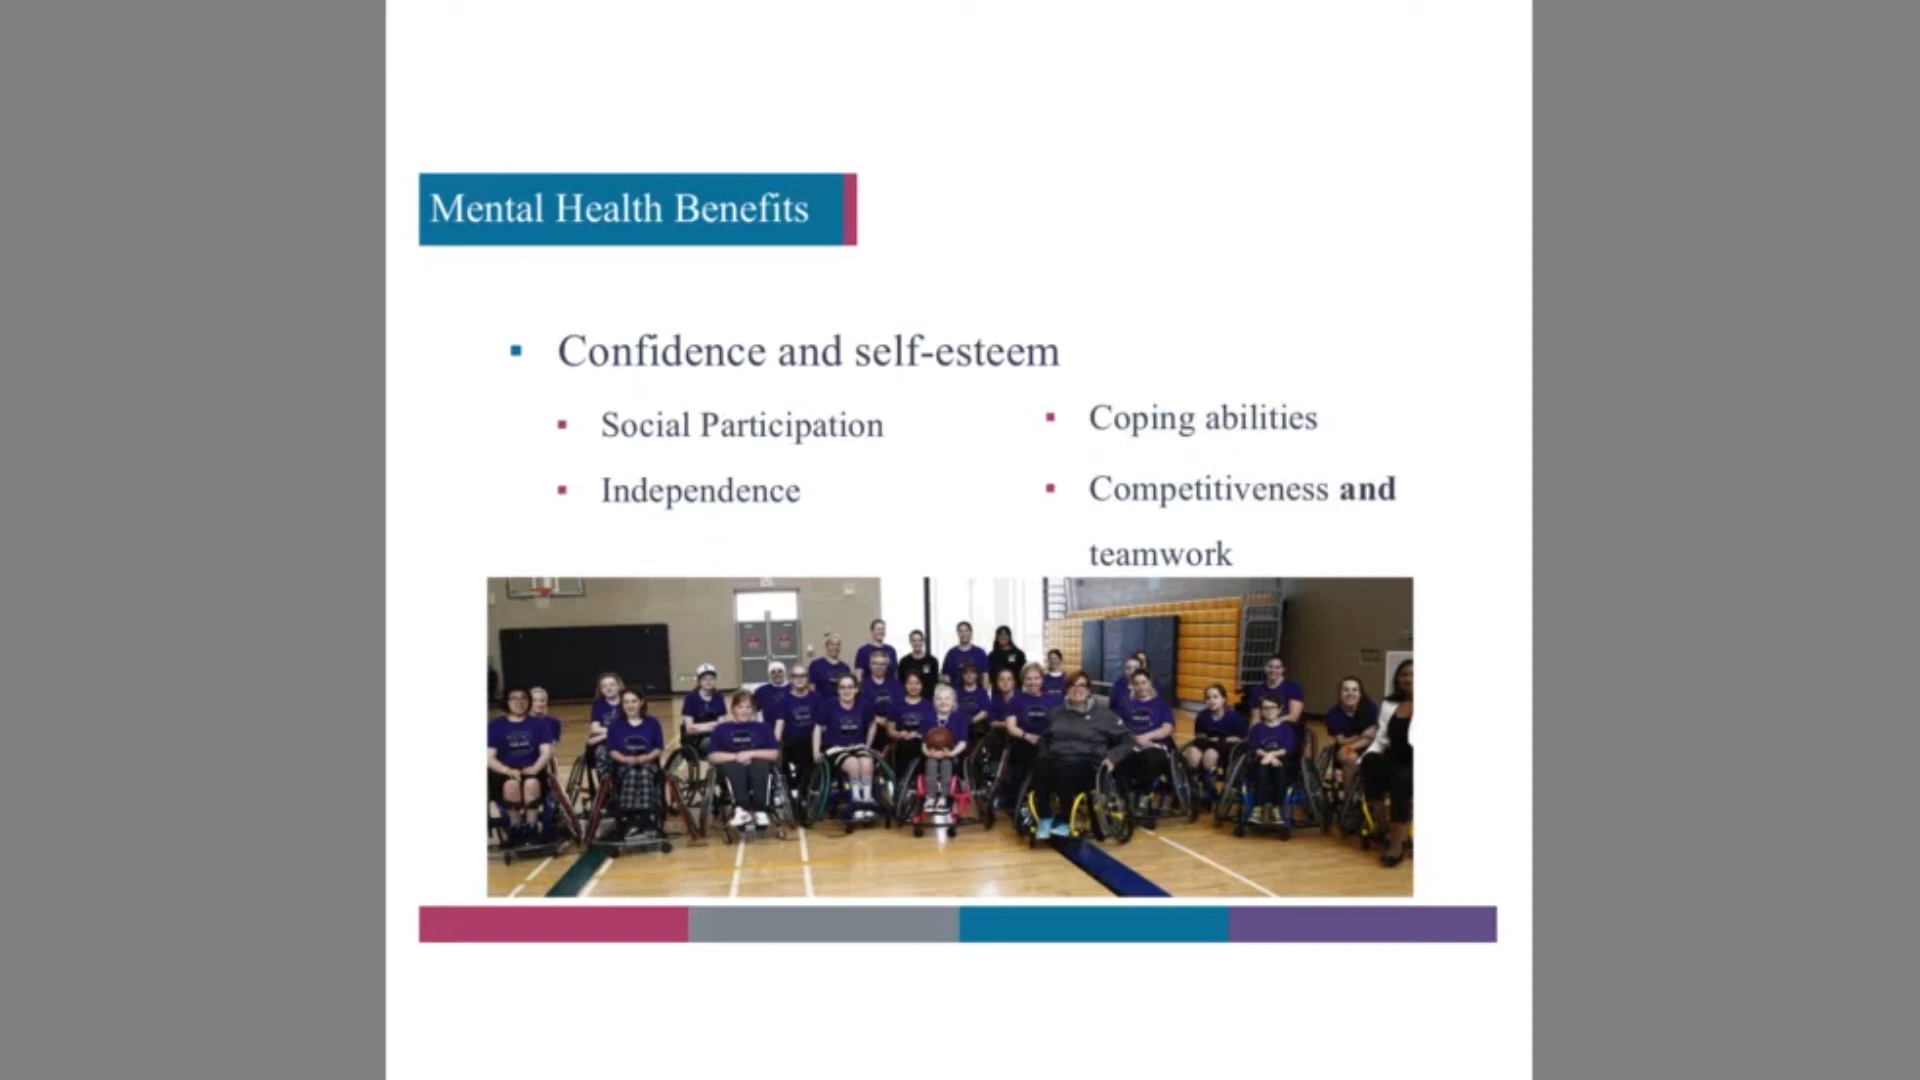 Mental Health Benefits
Confidence and self-esteem
Social Participation
Independence
Coping abilities
Competitiveness and
teamwork